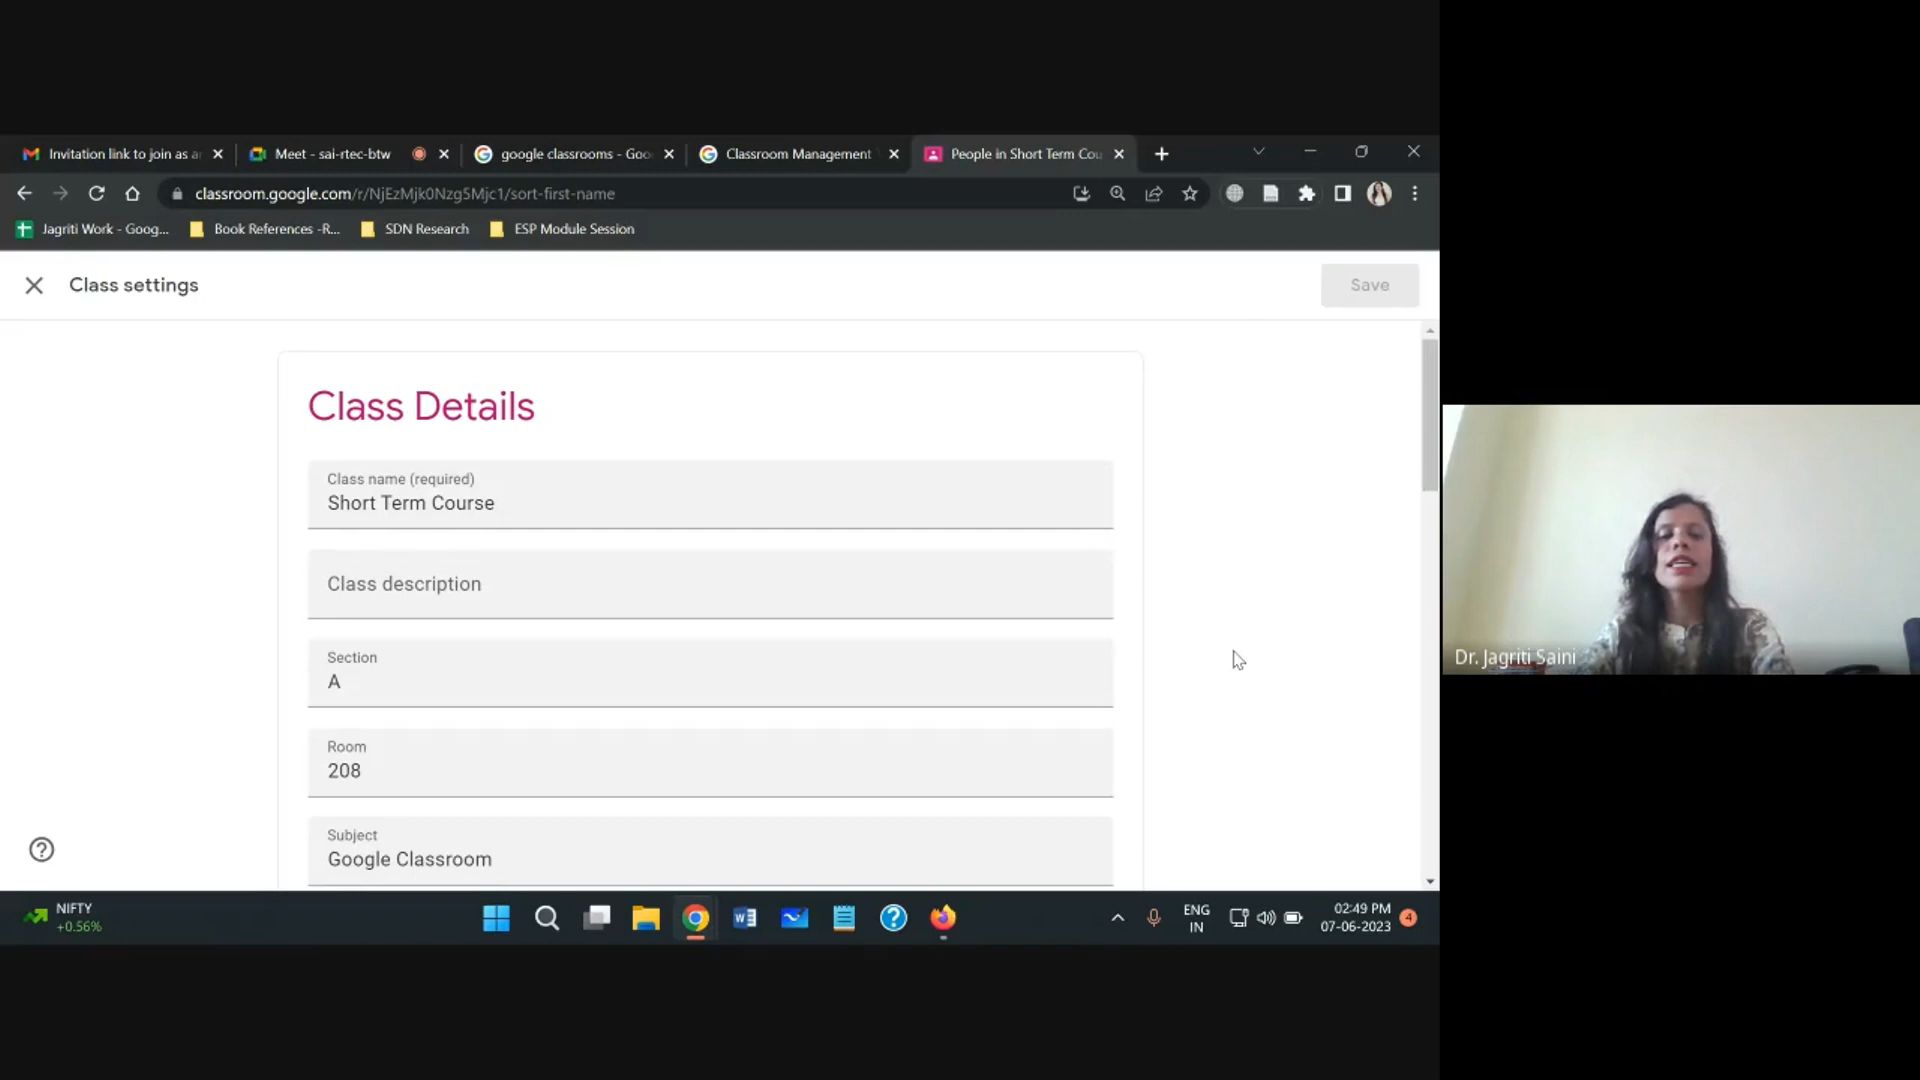 Invitation link to join as a
Meet - sai-rtec-btw
google classrooms - Goo
Classroom Management
People in Short Term Cou
classroom.google.com/r/NjEzMjk0Nzg5Mjc1/sort-first-name
Jagriti Work - Goog...
Book References -R...
SDN Research
ESP Module Session
Class settings
Save
Class Details
Class name (required)
Short Term Course
Class description
Section
A
Room
208
Subject
Google Classroom
Dr. Jagriti Saini
NIFTY
+0.56%
ENG
IN
02:49 PM
07-06-2023
4